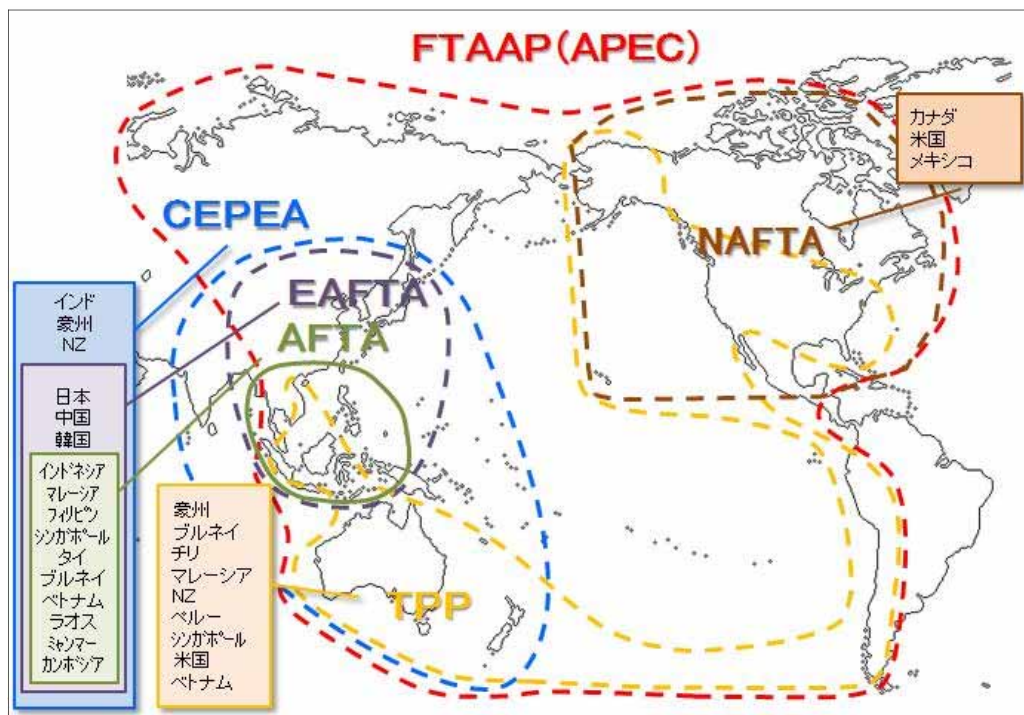 FTAAP(APEC)
カナダ
米国
メキシコ
CEPEA
NAFTA
EAFTA
AFTA
インド
豪州
NZ
日本
中国
韓国
インドネシア
マレーシア
フィリピン
シンガポール
タイ
ブルネイ
ベトナム
ラオス
ミャンマー
カンボジア
豪州
ブルネイ
チリ
マレーシア
NZ
ペルー
シンガポール
米国
ベトナム
TPP